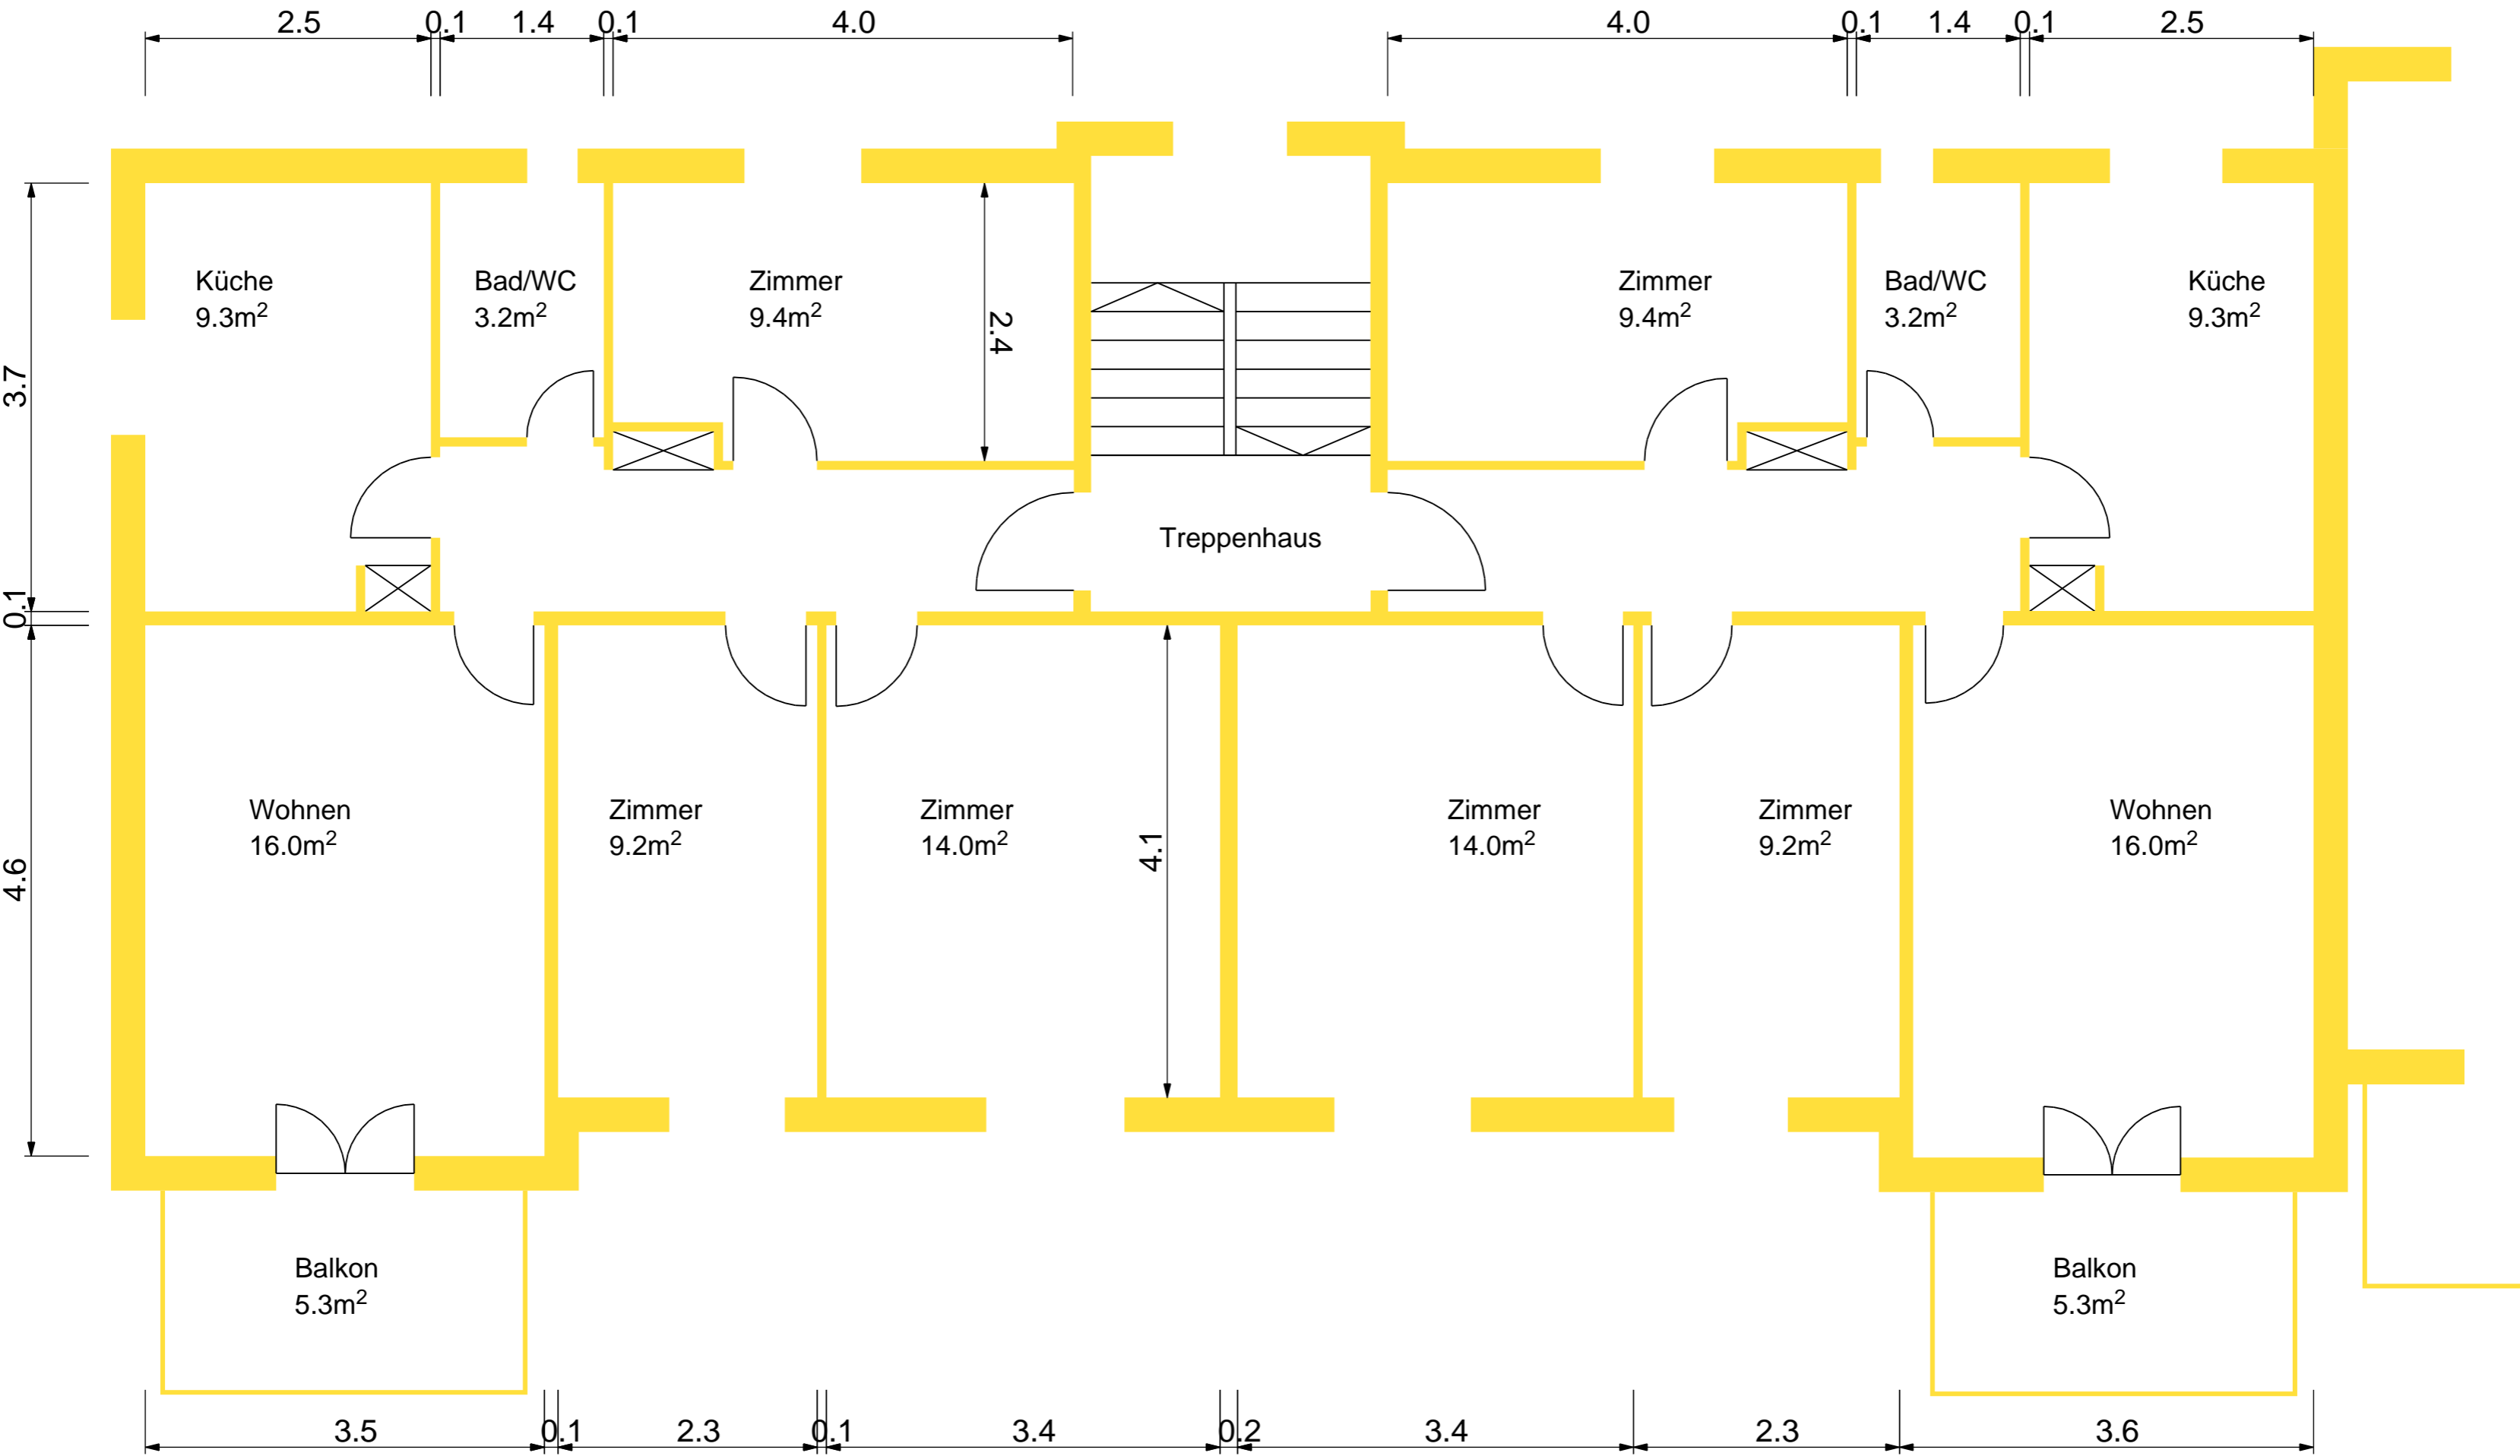 2.5 0.1 1.4 0.1 4.0 4.0 0.1 1.4 0.1 2.5
Küche Bad/WC Zimmer Zimmer Bad/WC Küche
9.3m² 3.2m² 9.4m² 9.4m² 3.2m² 9.3m²
2.4
3.7
Treppenhaus
0.1
Wohnen Zimmer Zimmer Zimmer Zimmer Wohnen
16.0m² 9.2m² 14.0m² 14.0m² 9.2m² 16.0m²
4.1
4.6
Balkon Balkon
5.3m² 5.3m²
3.5 0.1 2.3 0.1 3.4 0.2 3.4 2.3 3.6